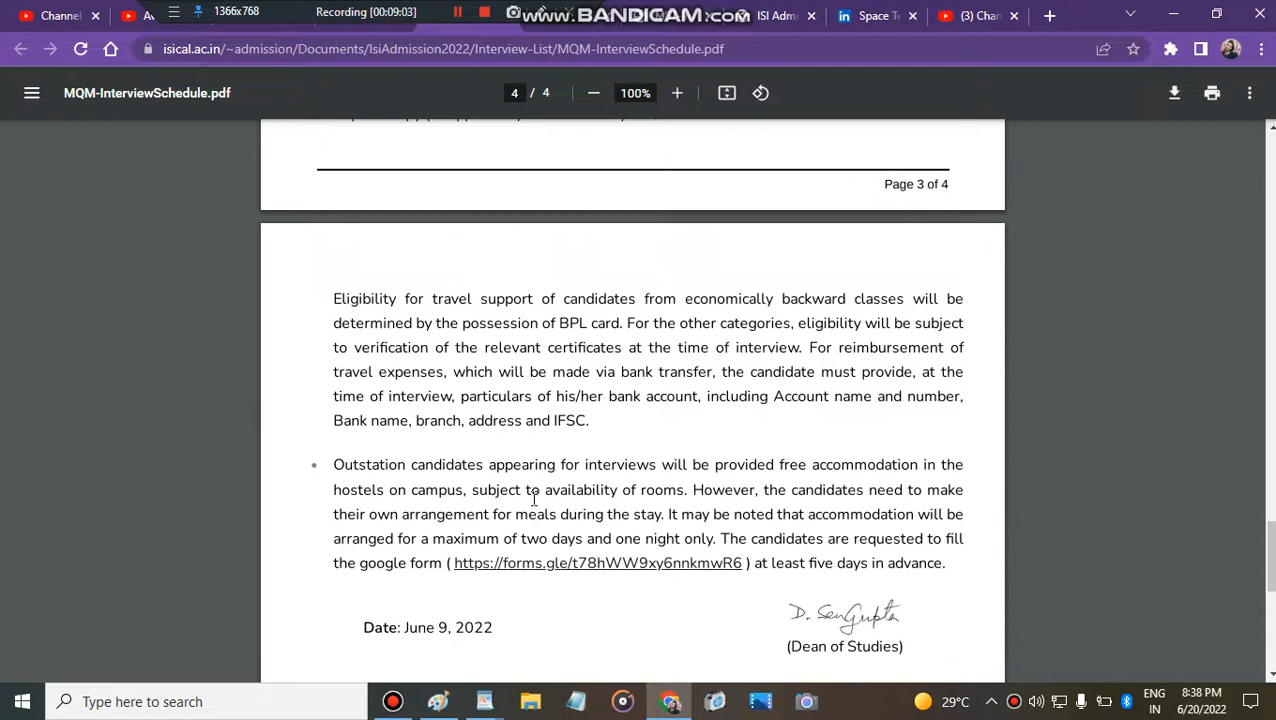 Channel
Au
1366x768
Recording [00:09:03]
www.BANDICAM.com
ISI Adm
Space Te
(3) Chan
isical.ac.in/~admission/Documents/IsiAdmission2022/Interview-List/MQM-InterviewSchedule.pdf
MQM-InterviewSchedule.pdf
4 / 4
100%
Page 3 of 4
Eligibility for travel support of candidates from economically backward classes will be
determined by the possession of BPL card. For the other categories, eligibility will be subject
to verification of the relevant certificates at the time of interview. For reimbursement of
travel expenses, which will be made via bank transfer, the candidate must provide, at the
time of interview, particulars of his/her bank account, including Account name and number,
Bank name, branch, address and IFSC.
Outstation candidates appearing for interviews will be provided free accommodation in the
hostels on campus, subject to availability of rooms. However, the candidates need to make
their own arrangement for meals during the stay. It may be noted that accommodation will be
arranged for a maximum of two days and one night only. The candidates are requested to fill
the google form ( https://forms.gle/t78hWW9xy6nnkmwR6 ) at least five days in advance.
D. SenGupta
Date: June 9, 2022
(Dean of Studies)
Type here to search
29°C
ENG
IN
8:38 PM
6/20/2022